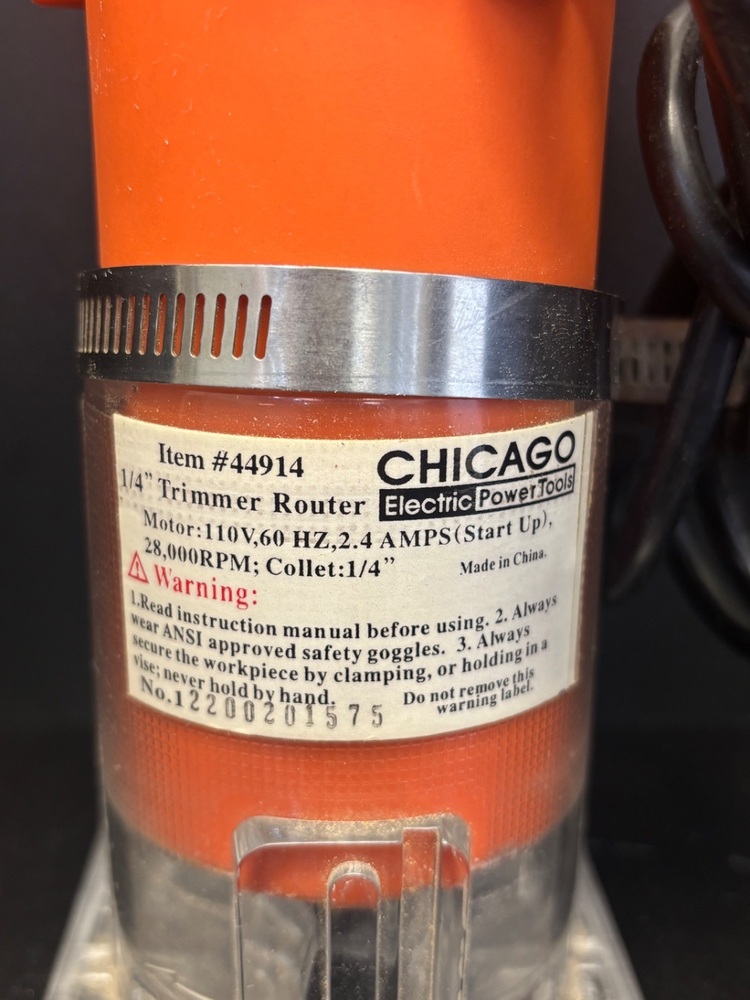 Item #44914
CHICAGO
Electric Power Tools
1/4" Trimmer Router
Motor:110V,60 HZ,2.4 AMPS(Start Up),
28,000RPM; Collet:1/4"
Made in China.
Warning:
1.Read instruction manual before using. 2. Always
wear ANSI approved safety goggles. 3. Always
secure the workpiece by clamping, or holding in a
vise; never hold by hand.
Do not remove this
warning label.
No.12200201575